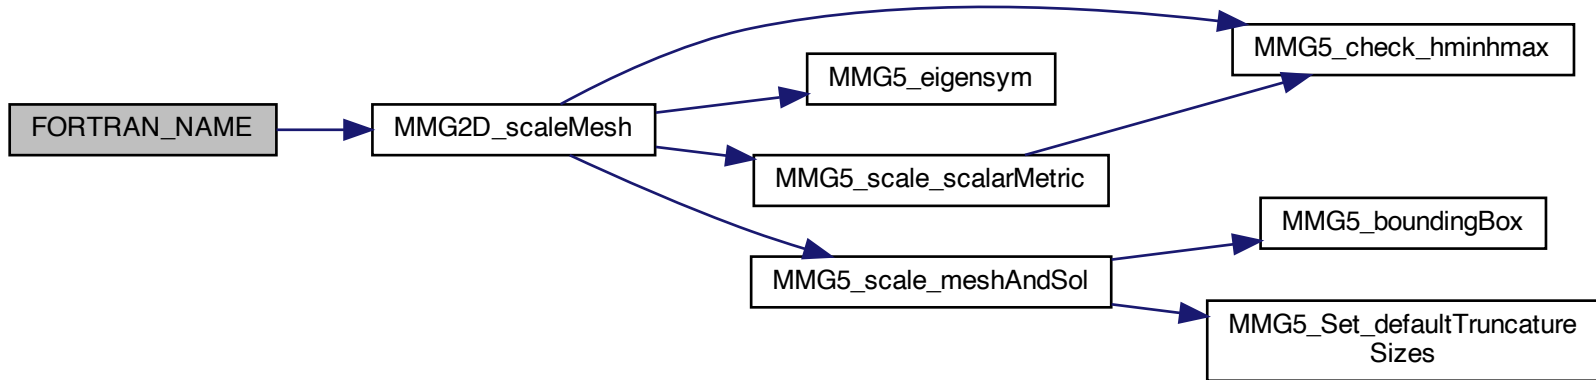 FORTRAN_NAME
MMG2D_scaleMesh
MMG5_check_hminhmax
MMG5_eigensym
MMG5_scale_scalarMetric
MMG5_scale_meshAndSol
MMG5_boundingBox
MMG5_Set_defaultTruncature
Sizes